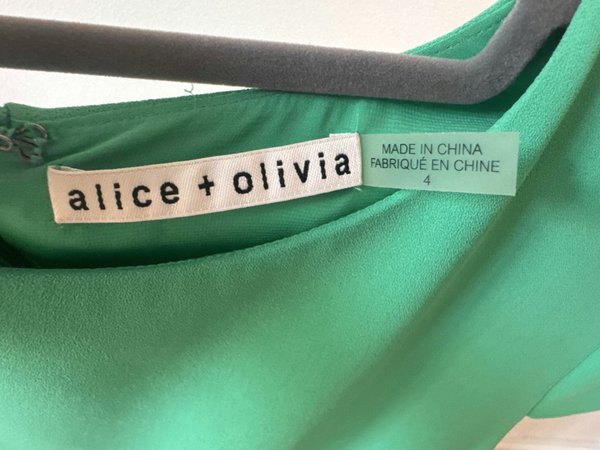 alice + olivia
MADE IN CHINA
FABRIQUÉ EN CHINE
4